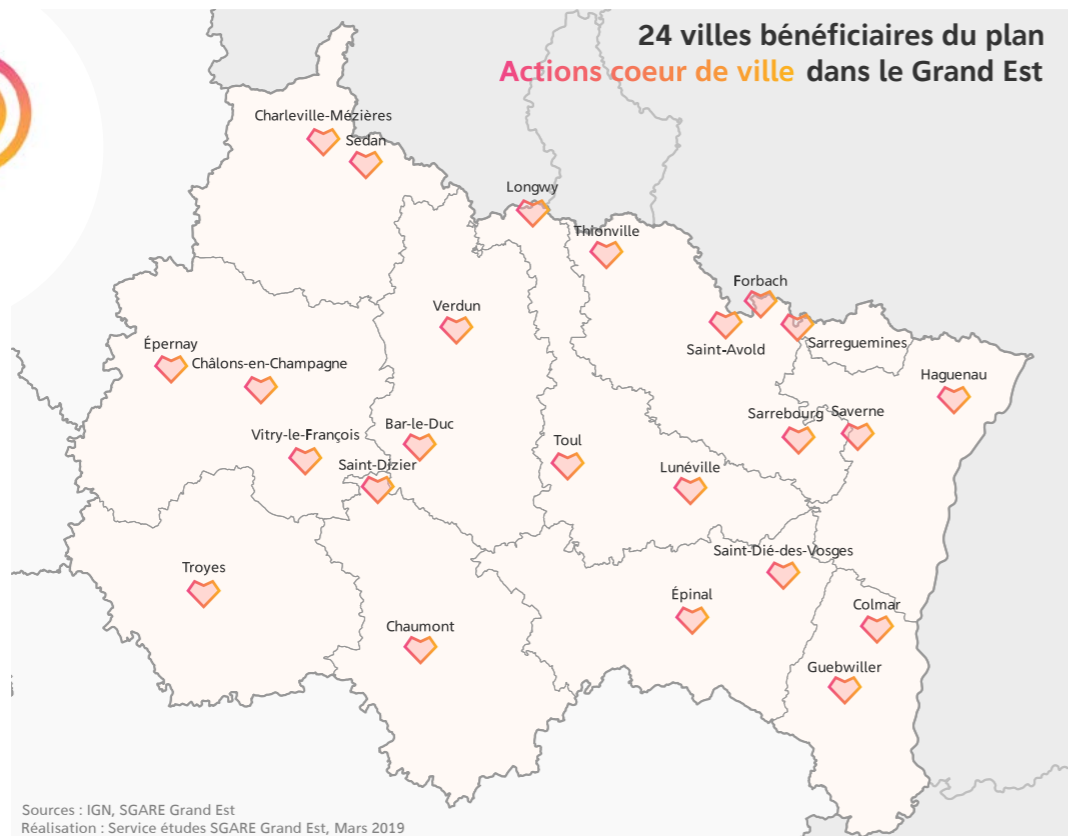 24 villes bénéficiaires du plan
Actions coeur de ville dans le Grand Est
Charleville-Mézières
Sedan
Longwy
Thionville
Forbach
Verdun
Saint-Avold
Sarreguemines
Épernay
Châlons-en-Champagne
Haguenau
Vitry-le-François
Bar-le-Duc
Sarrebourg
Saverne
Toul
Saint-Dizier
Lunéville
Saint-Dié-des-Vosges
Troyes
Épinal
Colmar
Chaumont
Guebwiller
Sources : IGN, SGARE Grand Est
Réalisation : Service études SGARE Grand Est, Mars 2019